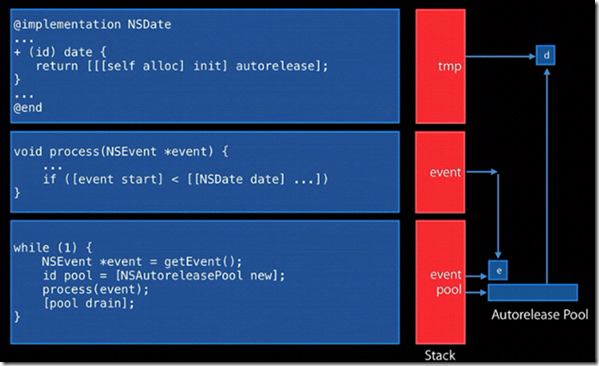 @implementation NSDate
...
+ (id) date {
return [[[self alloc] init] autorelease];
}
...
@end
tmp
d
void process(NSEvent *event) {
...
if ([event start] < [[NSDate date] ...])
}
event
while (1) {
NSEvent *event = getEvent();
id pool = [NSAutoreleasePool new];
process(event);
[pool drain];
}
event
pool
e
Autorelease Pool
Stack